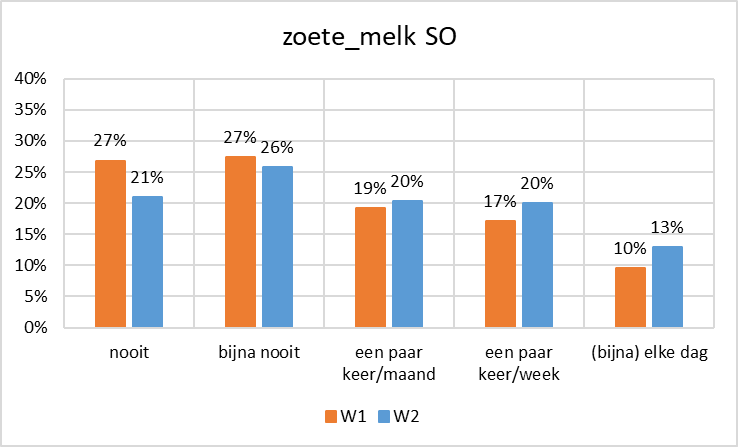 zoete_melk SO
40%
35%
30%
25%
20%
15%
10%
5%
0%
27%
21%
27%
26%
19%
20%
17%
20%
10%
13%
nooit
bijna nooit
een paar
keer/maand
een paar
keer/week
(bijna) elke dag
W1
W2